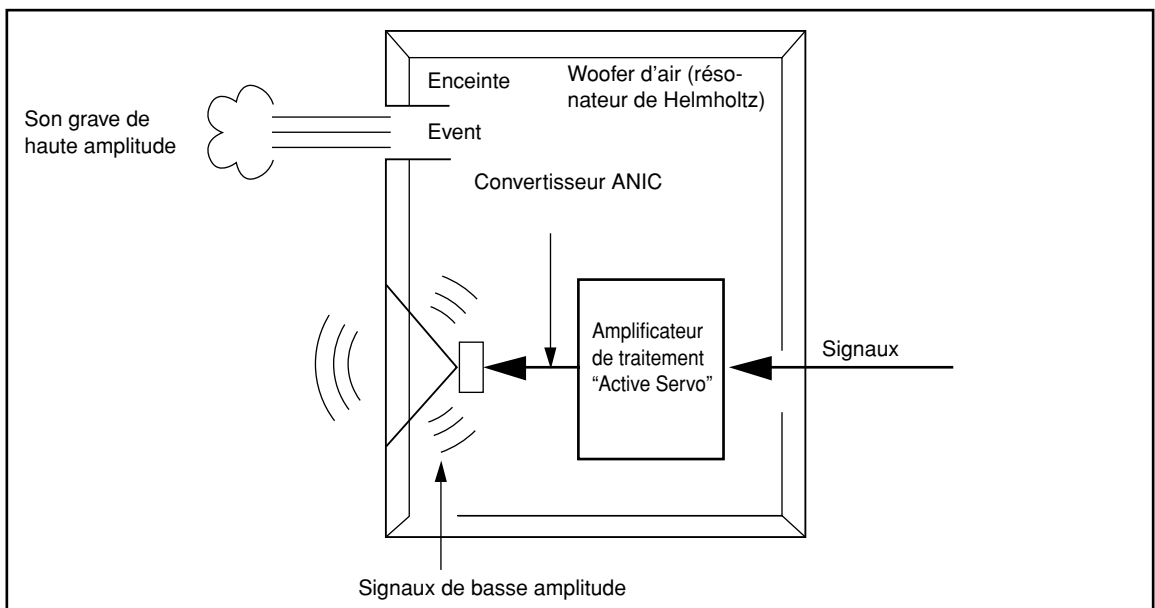 Enceinte
Woofer d'air (réso-
nateur de Helmholtz)
Son grave de
haute amplitude
Event
Convertisseur ANIC
Amplificateur
de traitement
“Active Servo”
Signaux
Signaux de basse amplitude